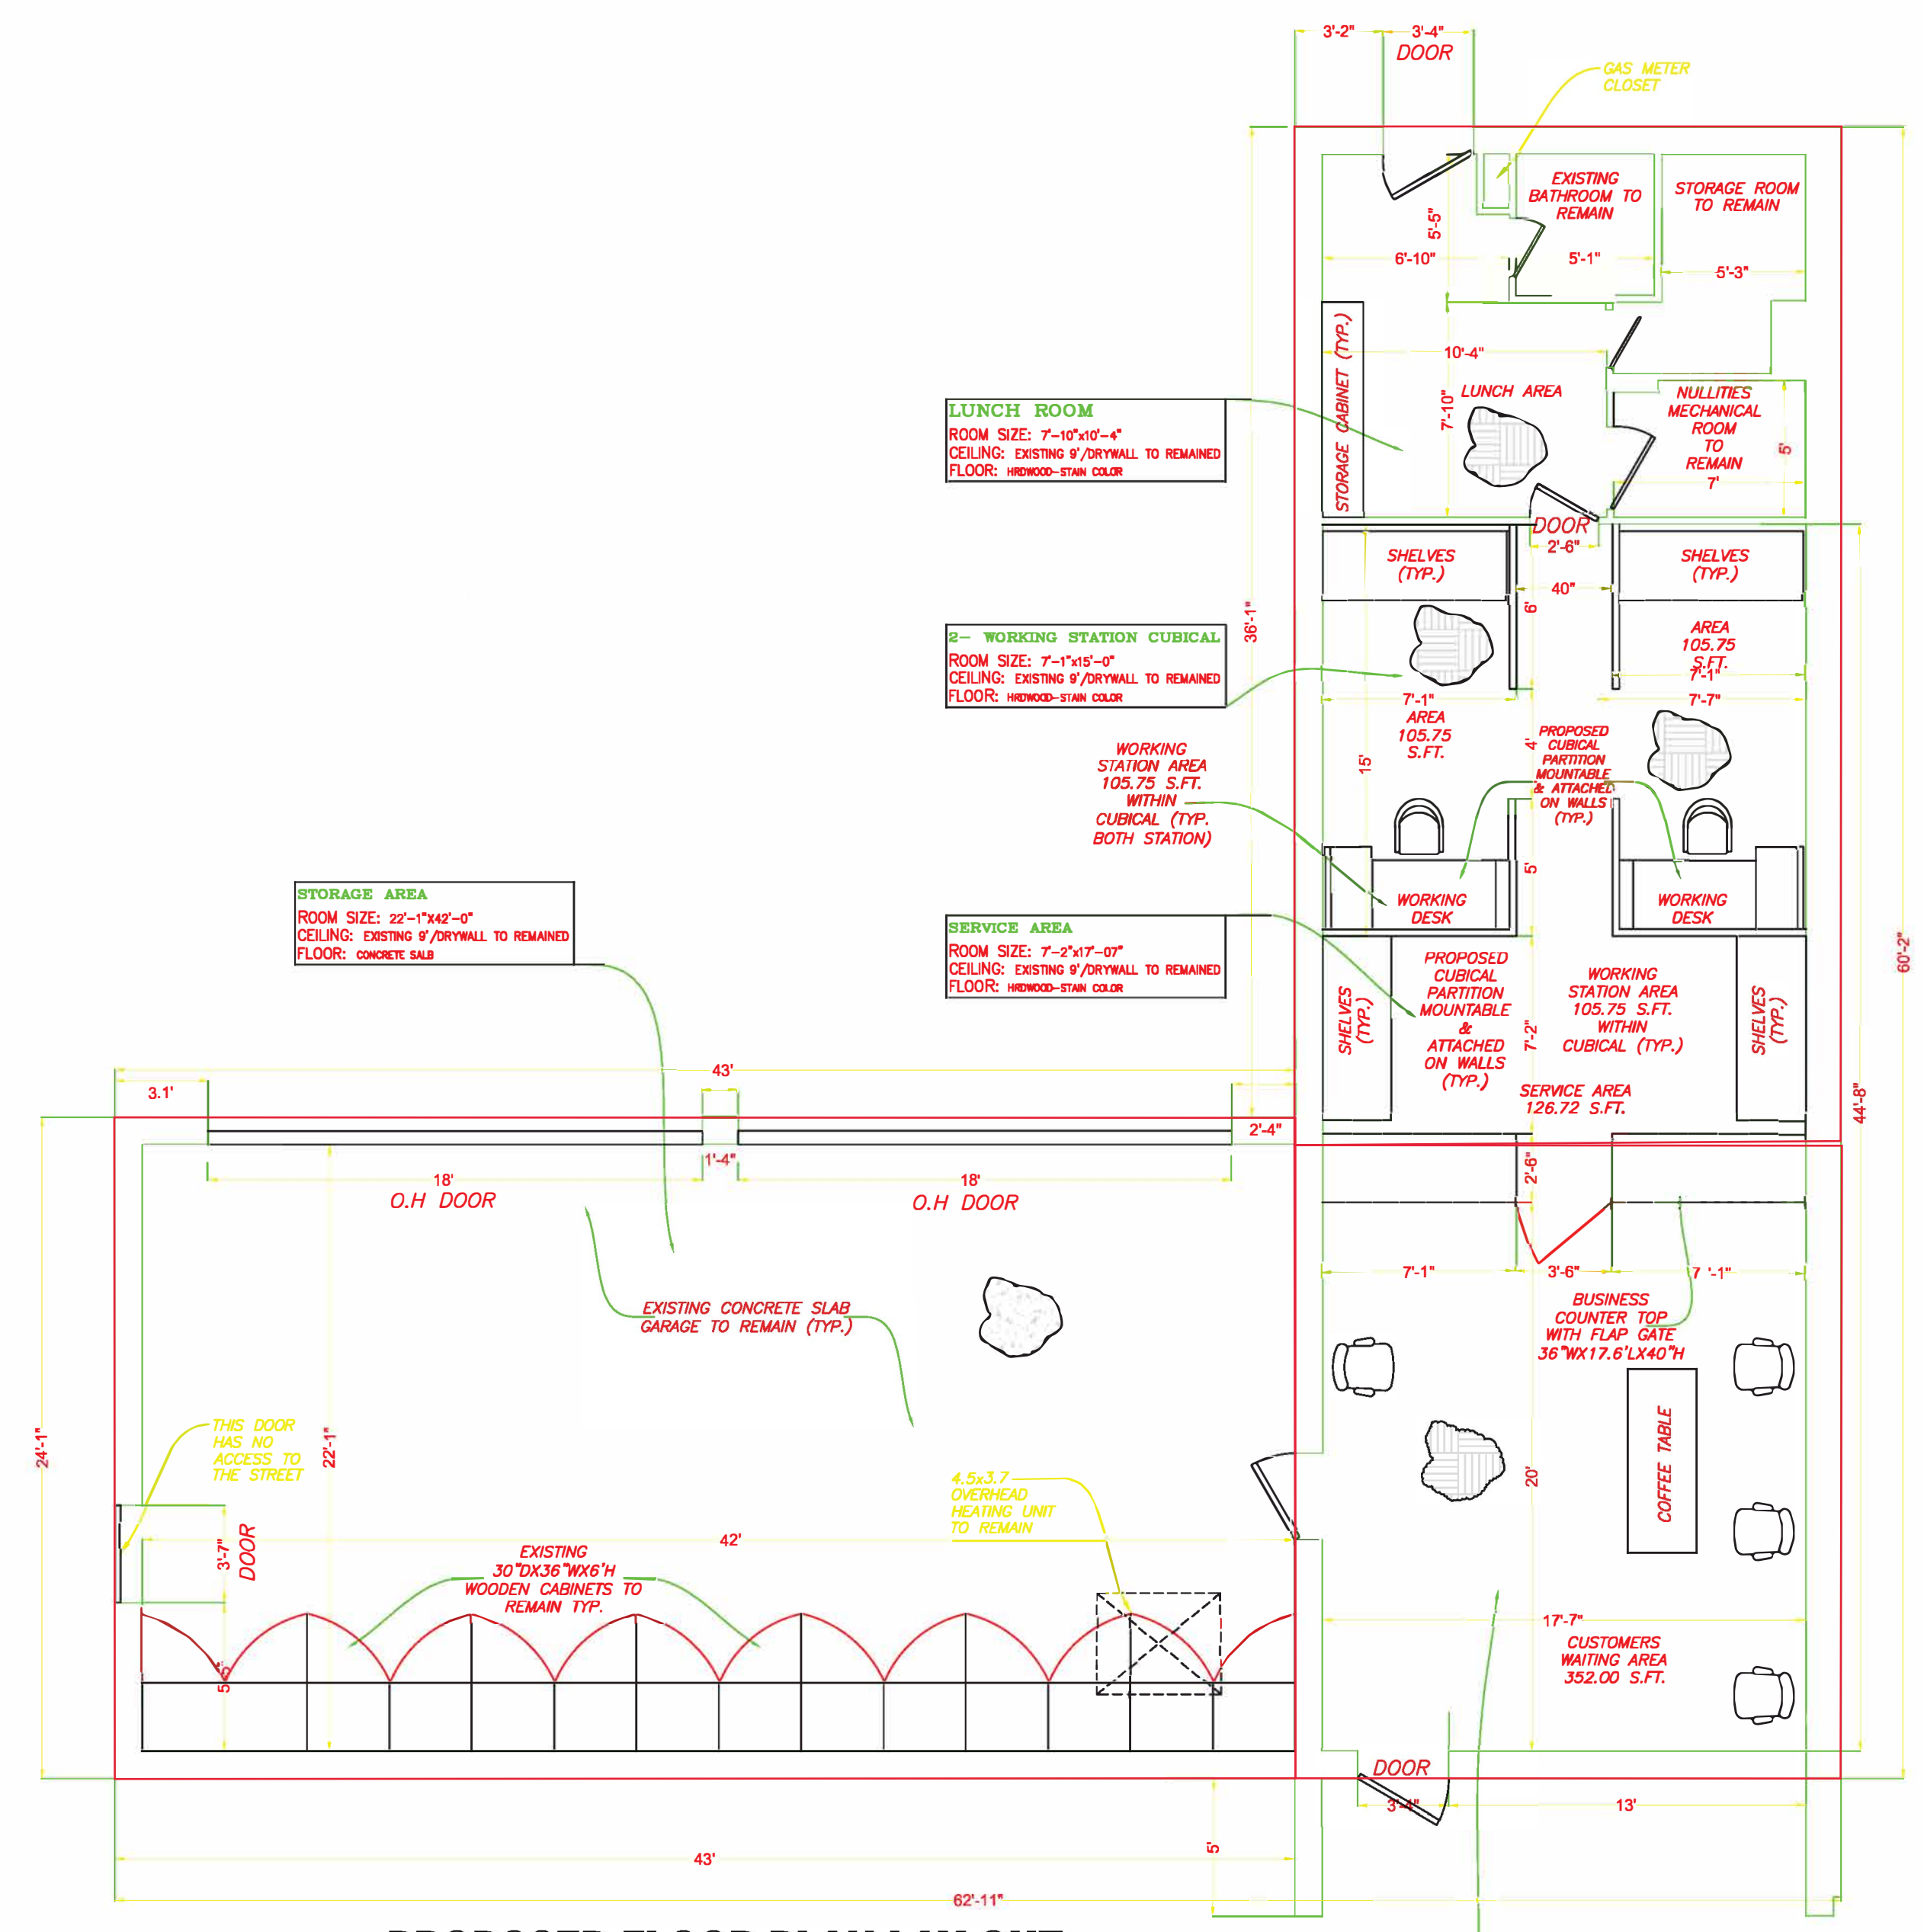 3'-2"
3'-4"
DOOR
GAS METER
CLOSET
EXISTING
BATHROOM TO
REMAIN
STORAGE ROOM
TO REMAIN
5'-5"
6'-10"
5'-1"
5'-3"
STORAGE CABINET (TYP.)
10'-4"
7'-10"
LUNCH AREA
NULLITIES
MECHANICAL
ROOM
TO
REMAIN
5'
7'
LUNCH ROOM
ROOM SIZE: 7'-10"x10'-4"
CEILING: EXISTING 9'/DRYWALL TO REMAINED
FLOOR: HRDWOOD-STAIN COLOR
DOOR
2'-6"
SHELVES
(TYP.)
SHELVES
(TYP.)
40"
6'
36'-1"
2- WORKING STATION CUBICAL
ROOM SIZE: 7'-1"x15'-0"
CEILING: EXISTING 9'/DRYWALL TO REMAINED
FLOOR: HRDWOOD-STAIN COLOR
AREA
105.75
S.FT.
7'-1"
7'-1"
7'-7"
AREA
105.75
S.FT.
15'
4'
PROPOSED
CUBICAL
PARTITION
MOUNTABLE
& ATTACHED
ON WALLS
(TYP.)
WORKING
STATION AREA
105.75 S.FT.
WITHIN
CUBICAL (TYP.
BOTH STATION)
5'
WORKING
DESK
WORKING
DESK
60'-2"
STORAGE AREA
ROOM SIZE: 22'-1"X42'-0"
CEILING: EXISTING 9'/DRYWALL TO REMAINED
FLOOR: CONCRETE SALB
SERVICE AREA
ROOM SIZE: 7'-2"x17'-07"
CEILING: EXISTING 9'/DRYWALL TO REMAINED
FLOOR: HRDWOOD-STAIN COLOR
SHELVES
(TYP.)
PROPOSED
CUBICAL
PARTITION
MOUNTABLE
&
ATTACHED
ON WALLS
(TYP.)
7'-2"
WORKING
STATION AREA
105.75 S.FT.
WITHIN
CUBICAL (TYP.)
SHELVES
(TYP.)
SERVICE AREA
126.72 S.FT.
44'-8"
43'
3.1'
2'-4"
1'-4"
18'
O.H DOOR
18'
O.H DOOR
2'-6"
7'-1"
3'-6"
7'-1"
BUSINESS
COUNTER TOP
WITH FLAP GATE
36"WX17.6'LX40"H
EXISTING CONCRETE SLAB
GARAGE TO REMAIN (TYP.)
24'-1"
THIS DOOR
HAS NO
ACCESS TO
THE STREET
22'-1"
COFFEE TABLE
20'
4.5x3.7
OVERHEAD
HEATING UNIT
TO REMAIN
3'-7"
DOOR
42'
EXISTING
30"DX36"WX6'H
WOODEN CABINETS TO
REMAIN TYP.
17'-7"
CUSTOMERS
WAITING AREA
352.00 S.FT.
DOOR
3'-4"
13'
5'
43'
62'-11"